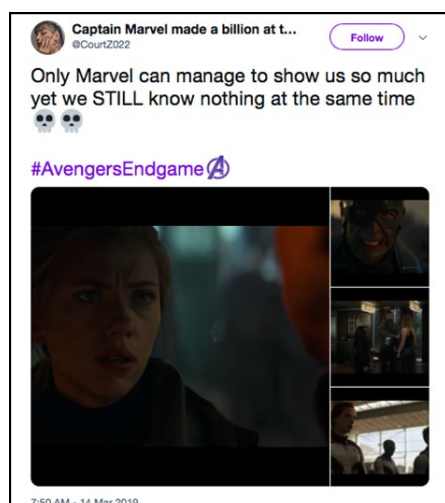 Captain Marvel made a billion at t...
@CourtZ022
Follow
Only Marvel can manage to show us so much
yet we STILL know nothing at the same time
💀💀
#AvengersEndgame
7:50 AM - 14 Mar 2019